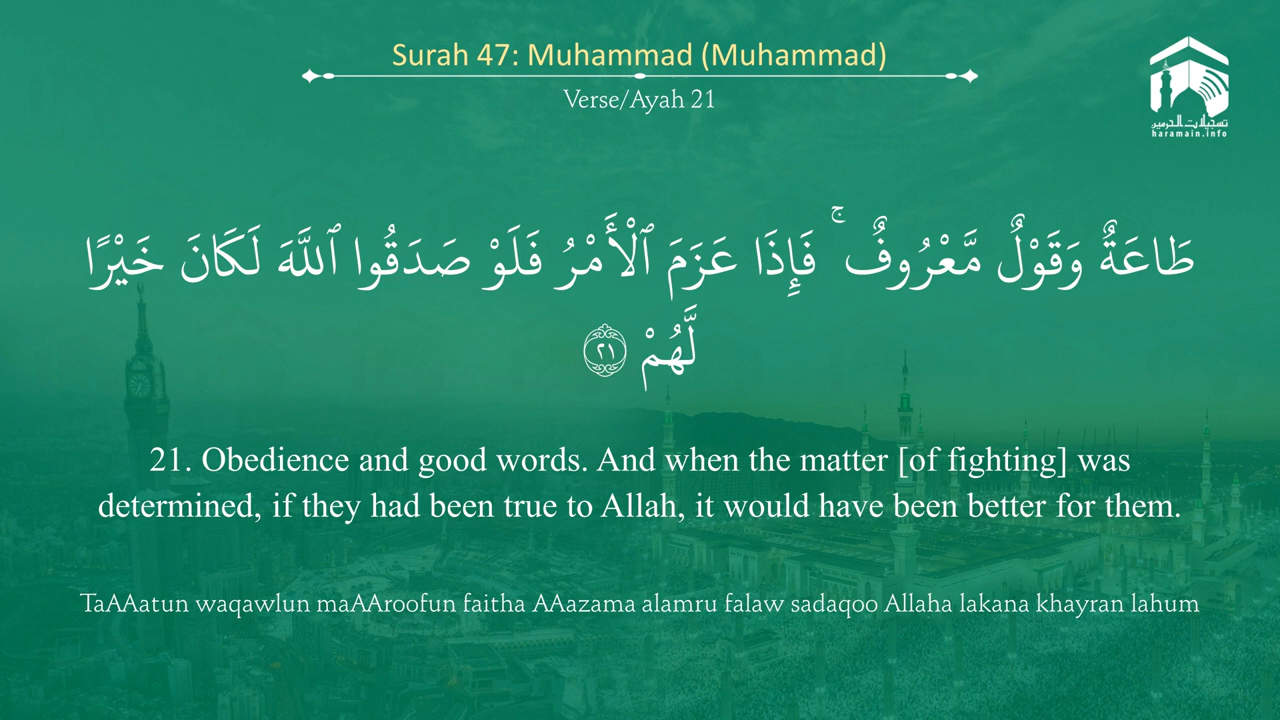 Surah 47: Muhammad (Muhammad)
Verse/Ayah 21
تسجيلات الحرمين
haramain.info
طَاعَةٌ وَقَوْلٌ مَّعْرُوفٌ ۚ فَإِذَا عَزَمَ ٱلْأَمْرُ فَلَوْ صَدَقُوا ٱللَّهَ لَكَانَ خَيْرًا
لَّهُمْ ٢١
21. Obedience and good words. And when the matter [of fighting] was
determined, if they had been true to Allah, it would have been better for them.
TaAAatun waqawlun maAAroofun faitha AAazama alamru falaw sadaqoo Allaha lakana khayran lahum